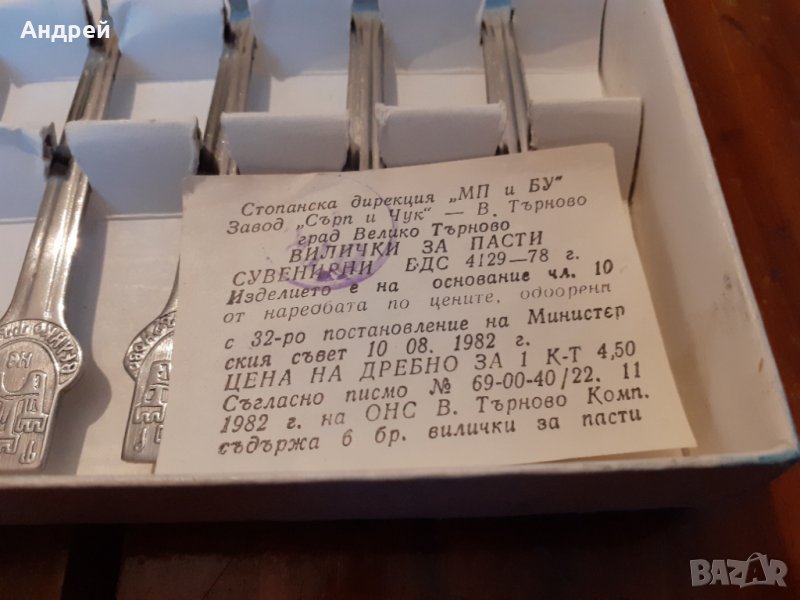 Андрей
Стопанска дирекция „МП и БУ"
Завод „Сърп и Чук" — В. Търново
град Велико Търново
ВИЛИЧКИ ЗА ПАСТИ
СУВЕНИРНИ БДС 4129—78 г.
Изделието е на основание чл. 10
от наредбата по цените, одобрена
с 32-ро постановление на Министер
ския съвет 10 08. 1982 г.
ЦЕНА НА ДРЕБНО ЗА 1 К-Т 4,50
Съгласно писмо № 69-00-40/22. 11
1982 г. на ОНС В. Търново Комп.
съдържа 6 бр. вилички за пасти
BAZAR